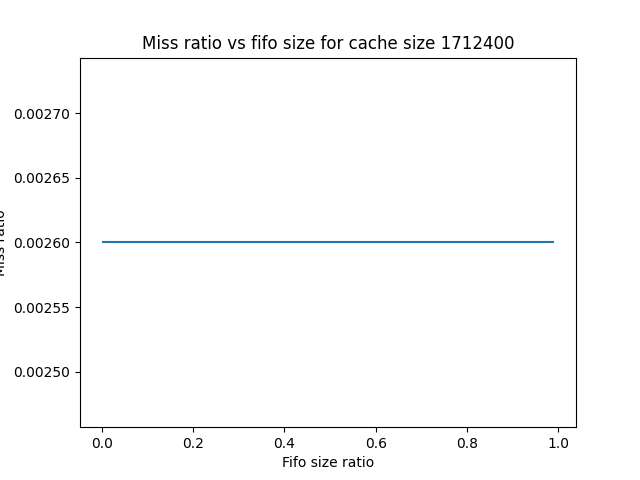 Miss ratio vs fifo size for cache size 1712400
0.00270
0.00265
0.00260
0.00255
0.00250
Miss ratio
0.0 0.2 0.4 0.6 0.8 1.0
Fifo size ratio